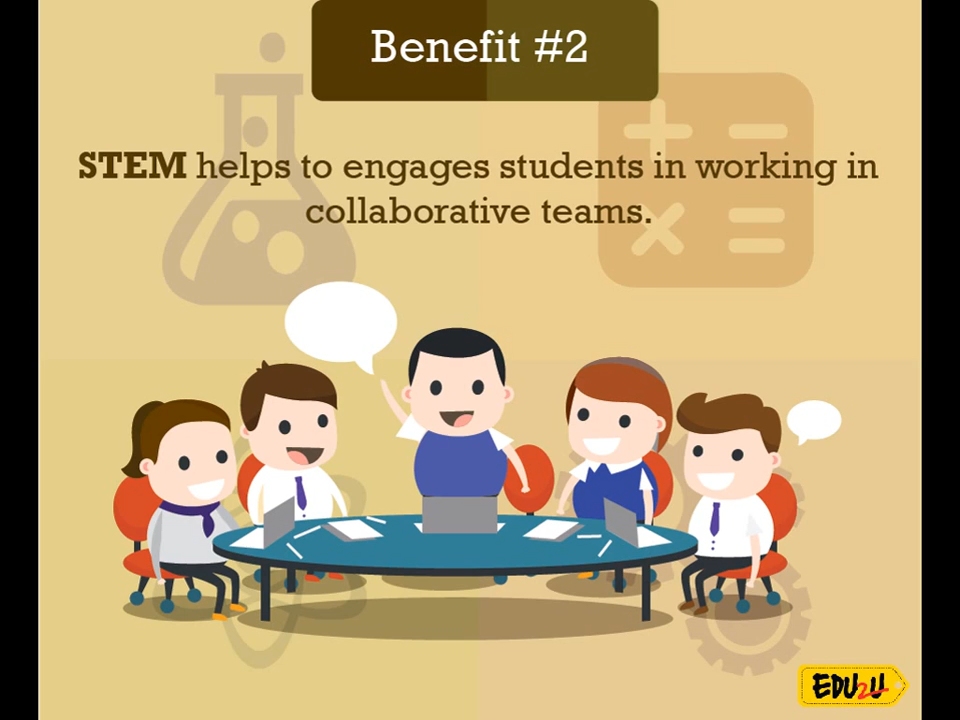 Benefit #2
STEM helps to engages students in working in
collaborative teams.
EDU2U